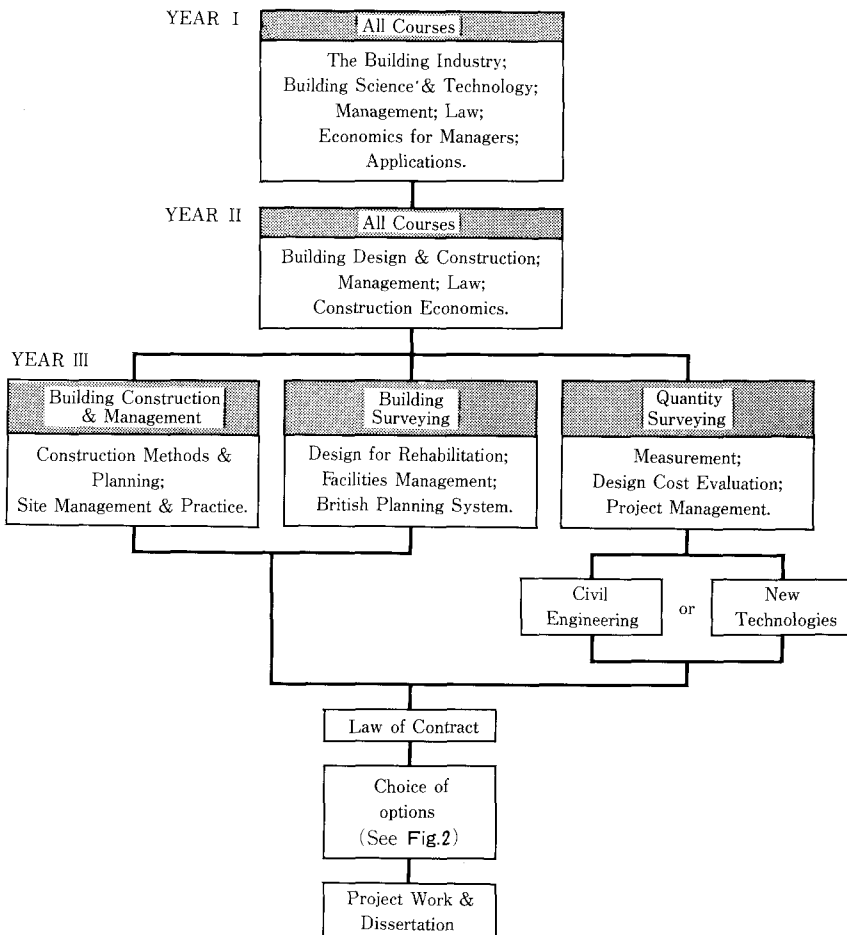 YEAR I
All Courses
The Building Industry;
Building Science & Technology;
Management; Law;
Economics for Managers;
Applications.
YEAR II
All Courses
Building Design & Construction;
Management; Law;
Construction Economics.
YEAR III
Building Construction
& Management
Construction Methods &
Planning;
Site Management & Practice.
Building
Surveying
Design for Rehabilitation;
Facilities Management;
British Planning System.
Quantity
Surveying
Measurement;
Design Cost Evaluation;
Project Management.
Civil
Engineering
or
New
Technologies
Law of Contract
Choice of
options
(See Fig.2)
Project Work &
Dissertation